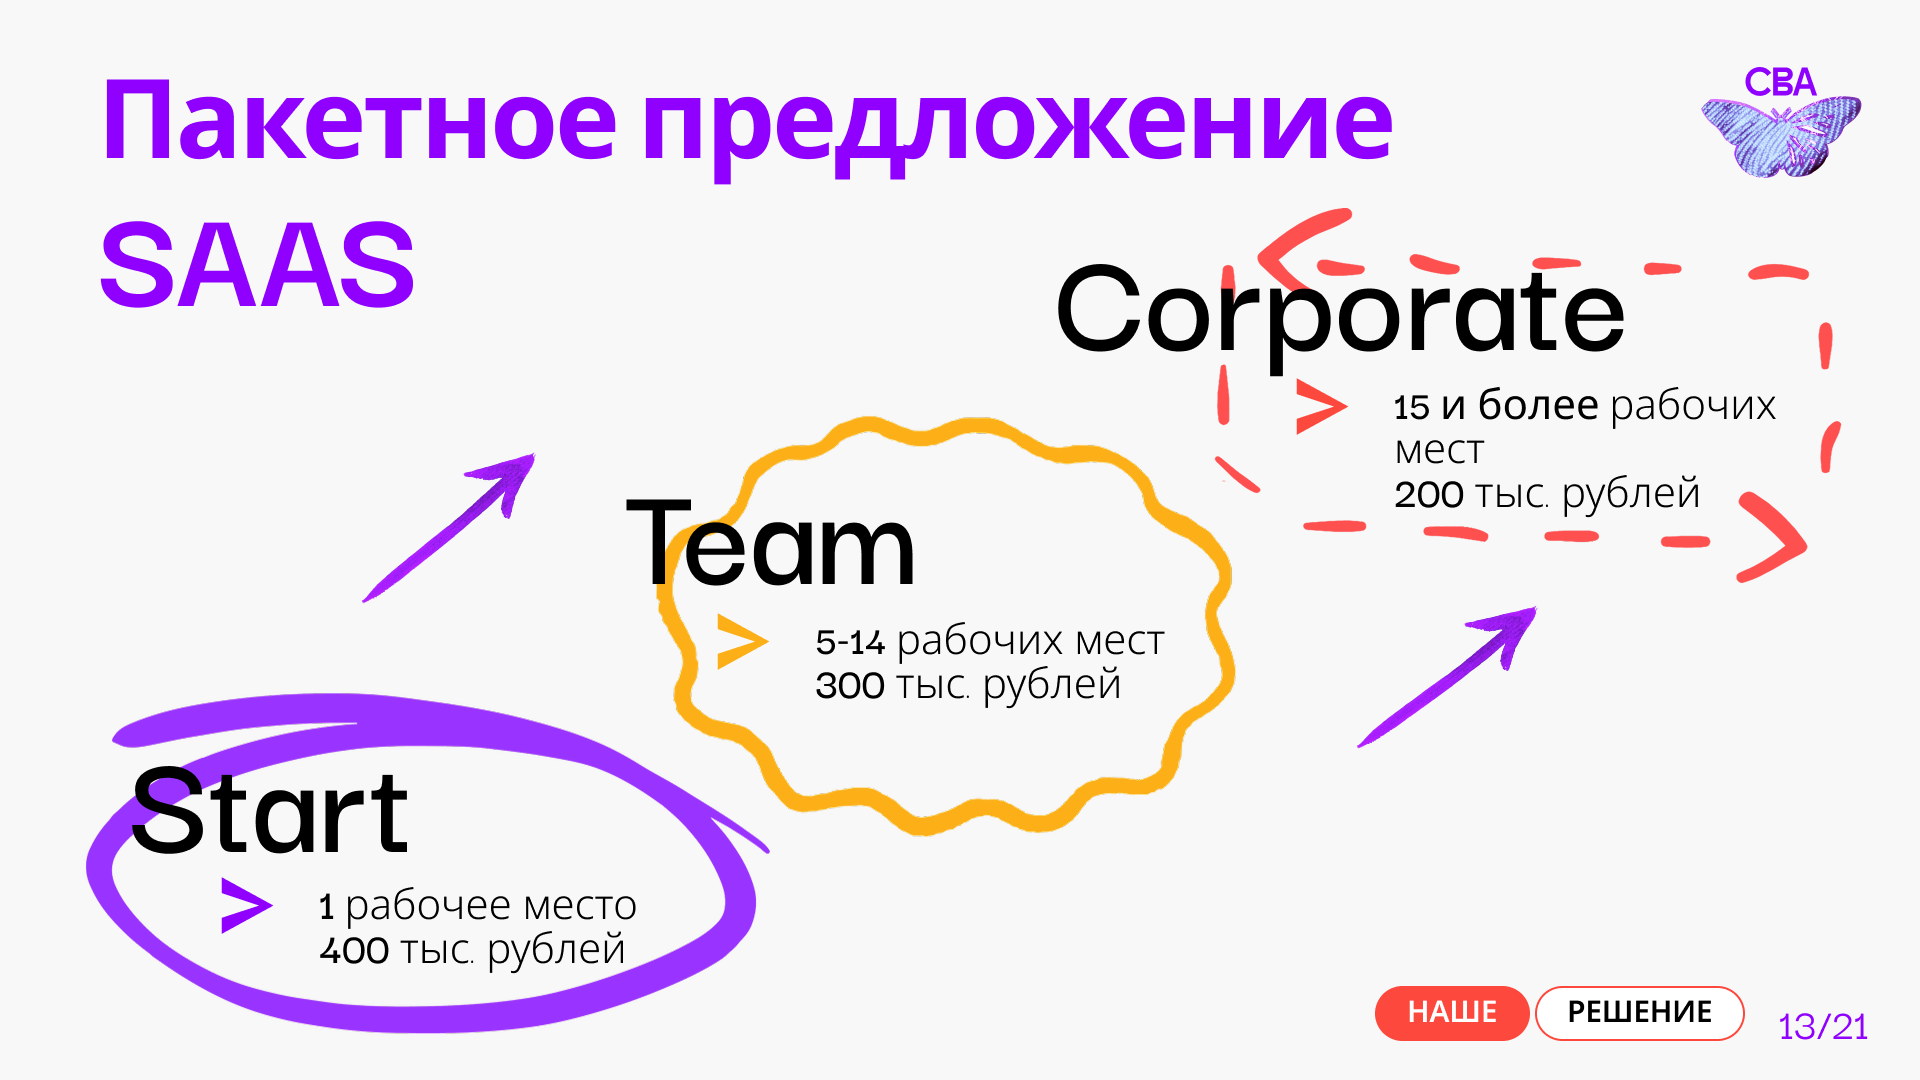 Пакетное предложение
SAAS
CBA
Corporate
15 и более рабочих
мест
200 тыс. рублей
Team
5-14 рабочих мест
300 тыс. рублей
Start
1 рабочее место
400 тыс. рублей
НАШЕ РЕШЕНИЕ
13/21